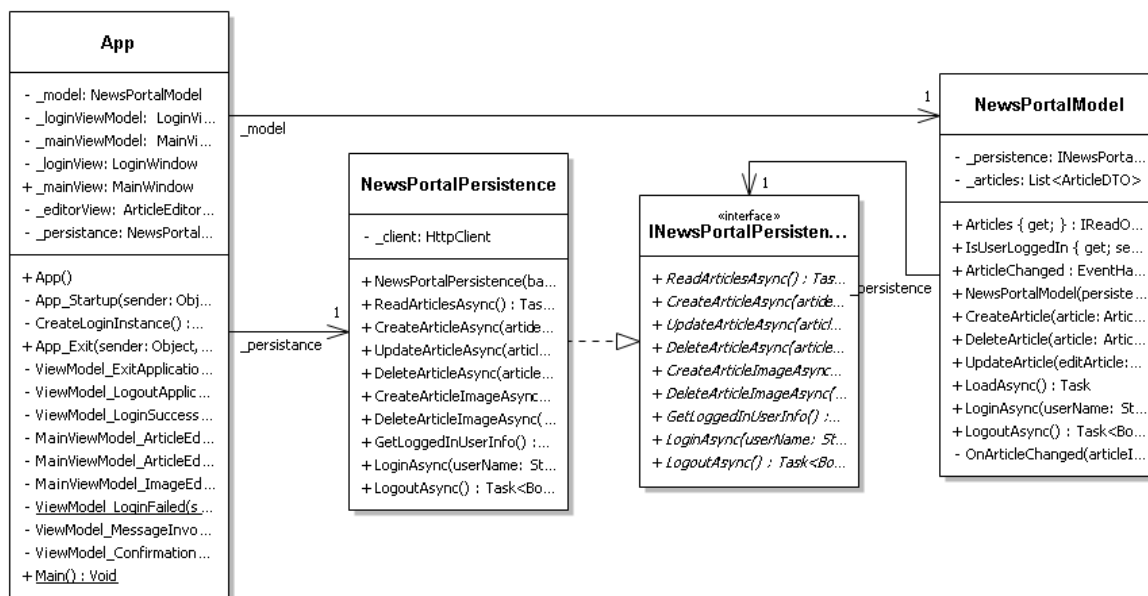 App
- _model: NewsPortalModel
- _loginViewModel: LoginVi...
- _mainViewModel: MainVi...
- _loginView: LoginWindow
+ _mainView: MainWindow
- _editorView: ArticleEditor...
- _persistance: NewsPortal...
+ App()
- App_Startup(sender: Obj...
- CreateLoginInstance() :...
+ App_Exit(sender: Object, ...
- ViewModel_ExitApplicatio...
- ViewModel_LogoutApplic...
- ViewModel_LoginSuccess...
- MainViewModel_ArticleEd...
- MainViewModel_ArticleEd...
- MainViewModel_ImageEd...
- ViewModel_LoginFailed(s...
- ViewModel_MessageInvo...
- ViewModel_Confirmation...
+ Main() : Void
_model
1
_persistance
1
NewsPortalPersistence
- _client: HttpClient
+ NewsPortalPersistence(ba...
+ ReadArticlesAsync() : Tas...
+ CreateArticleAsync(article...
+ UpdateArticleAsync(articl...
+ DeleteArticleAsync(article...
+ CreateArticleImageAsync...
+ DeleteArticleImageAsync(...
+ GetLoggedInUserInfo() :...
+ LoginAsync(userName: St...
+ LogoutAsync() : Task<Bo...
1
«interface»
INewsPortalPersisten...
+ ReadArticlesAsync() : Tas...
+ CreateArticleAsync(article...
+ UpdateArticleAsync(articl...
+ DeleteArticleAsync(article...
+ CreateArticleImageAsync...
+ DeleteArticleImageAsync(...
+ GetLoggedInUserInfo() :...
+ LoginAsync(userName: St...
+ LogoutAsync() : Task<Bo...
_persistence
NewsPortalModel
- _persistence: INewsPorta...
- _articles: List<ArticleDTO>
+ Articles { get; } : IReadO...
+ IsUserLoggedIn { get; se...
+ ArticleChanged : EventHa...
+ NewsPortalModel(persiste...
+ CreateArticle(article: Artic...
+ DeleteArticle(article: Artic...
+ UpdateArticle(editArticle:...
+ LoadAsync() : Task
+ LoginAsync(userName: St...
+ LogoutAsync() : Task<Bo...
- OnArticleChanged(articleI...